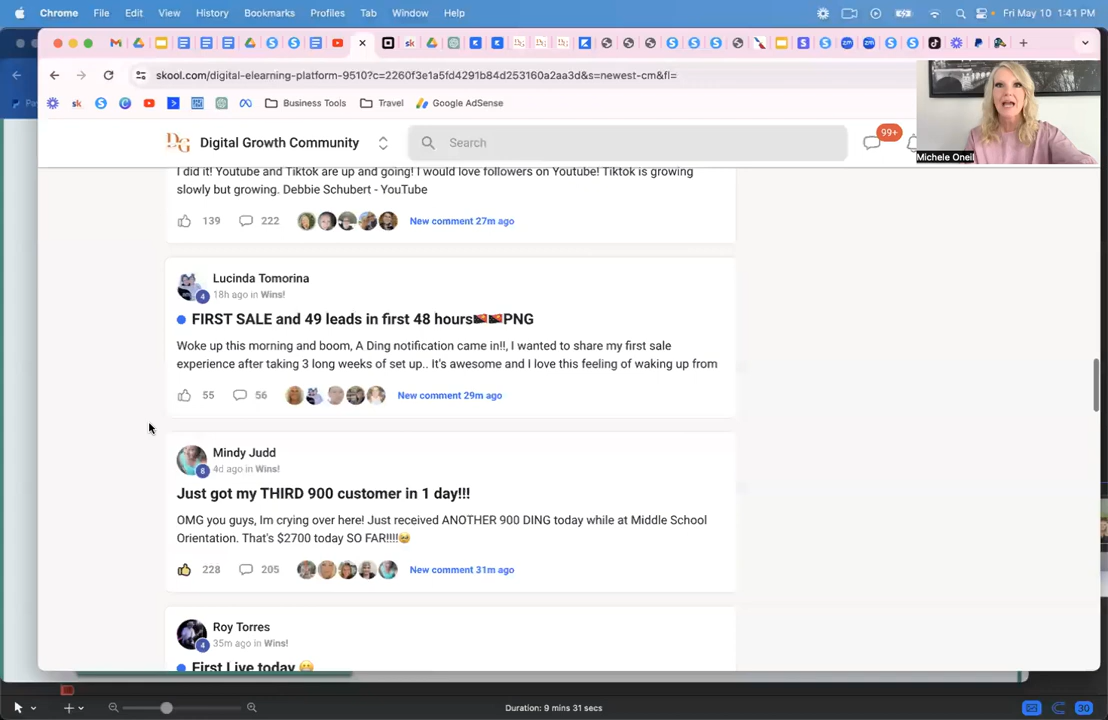 Chrome File Edit View History Bookmarks Profiles Tab Window Help Fri May 10 1:41 PM
skool.com/digital-elearning-platform-9510?c=2260f3e1a5fd4291b84d253160a2aa3d&s=newest-cm&fl=
Business Tools Travel Google AdSense
DG Digital Growth Community Search 99+
Michele Oneil
I did it! Youtube and Tiktok are up and going! I would love followers on Youtube! Tiktok is growing
slowly but growing. Debbie Schubert - YouTube
139 222 New comment 27m ago
Lucinda Tomorina
4 18h ago in Wins!
FIRST SALE and 49 leads in first 48 hours🇵🇬🇵🇬PNG
Woke up this morning and boom, A Ding notification came in!!, I wanted to share my first sale
experience after taking 3 long weeks of set up.. It's awesome and I love this feeling of waking up from
55 56 New comment 29m ago
Mindy Judd
6 4d ago in Wins!
Just got my THIRD 900 customer in 1 day!!!
OMG you guys, Im crying over here! Just received ANOTHER 900 DING today while at Middle School
Orientation. That's $2700 today SO FAR!!!!🥹
228 205 New comment 31m ago
Roy Torres
4 35m ago in Wins!
First Live today 😁
Duration: 9 mins 31 secs 30